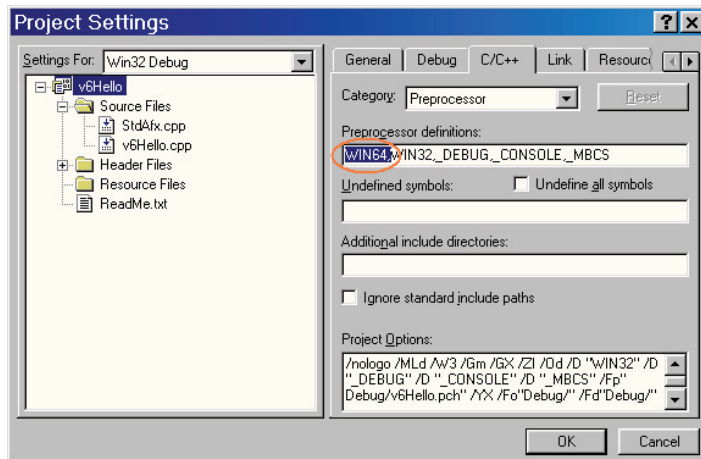 Project Settings
Settings For: Win32 Debug
v6Hello
Source Files
StdAfx.cpp
v6Hello.cpp
Header Files
Resource Files
ReadMe.txt
General Debug C/C++ Link Resourc
Category: Preprocessor Reset
Preprocessor definitions:
WIN64,WIN32,_DEBUG,_CONSOLE,_MBCS
Undefined symbols: Undefine all symbols
Additional include directories:
Ignore standard include paths
Project Options:
/nologo /MLd /W3 /Gm /GX /ZI /Od /D "WIN32" /D
"_DEBUG" /D "_CONSOLE" /D "_MBCS" /Fp"
Debug/v6Hello.pch" /YX /Fo"Debug/" /Fd"Debug/"
OK Cancel